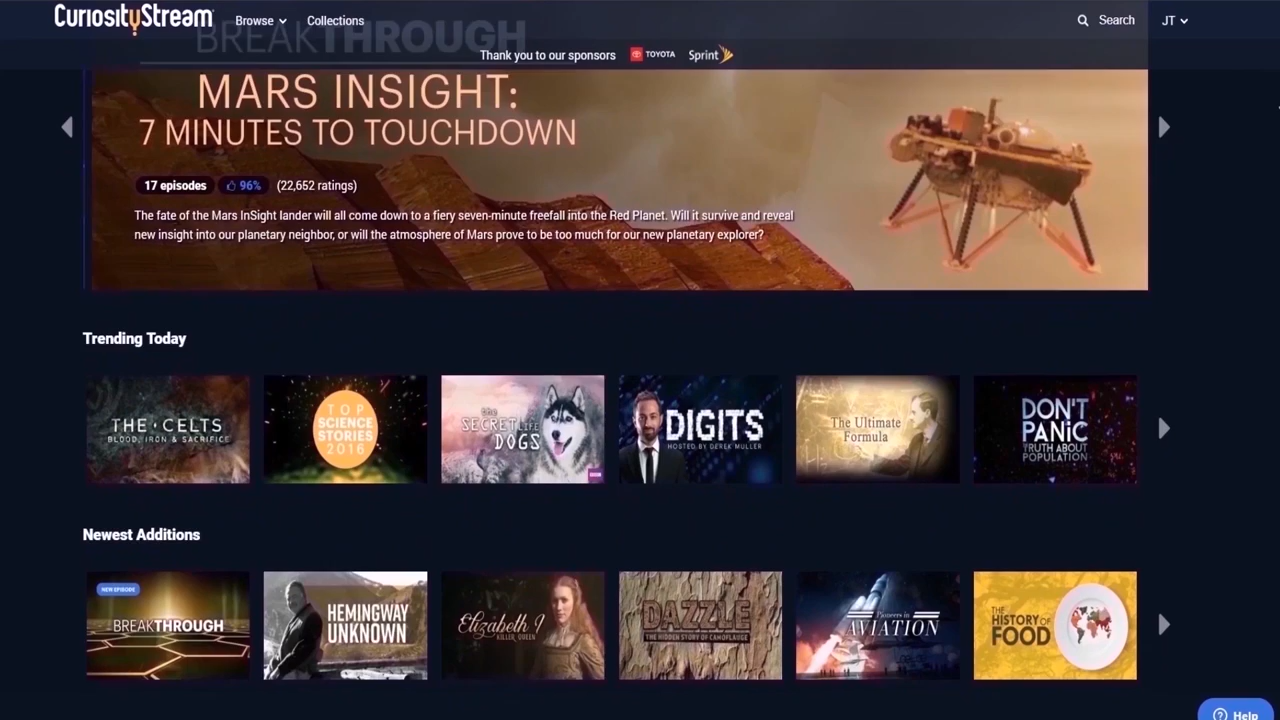 CuriosityStream
Browse
Collections
Search
JT
BREAKTHROUGH
Thank you to our sponsors
TOYOTA
Sprint
MARS INSIGHT:
7 MINUTES TO TOUCHDOWN
17 episodes
96%
(22,652 ratings)
The fate of the Mars InSight lander will all come down to a fiery seven-minute freefall into the Red Planet. Will it survive and reveal
new insight into our planetary neighbor, or will the atmosphere of Mars prove to be too much for our new planetary explorer?
Trending Today
THE·CELTS
BLOOD, IRON & SACRIFICE
TOP
SCIENCE
STORIES
2016
the
SECRET LIFE
of DOGS
BBC
DIGITS
HOSTED BY DEREK MULLER
The Ultimate
Formula
DON'T
PANiC
TRUTH ABOUT
POPULATION
Newest Additions
NEW EPISODE
BREAKTHROUGH
HEMINGWAY
UNKNOWN
Elizabeth I
KILLER QUEEN
DAZZLE
THE HIDDEN STORY OF CAMOFLAUGE
Pioneers in
AVIATION
THE
HISTORY OF
FOOD
Help